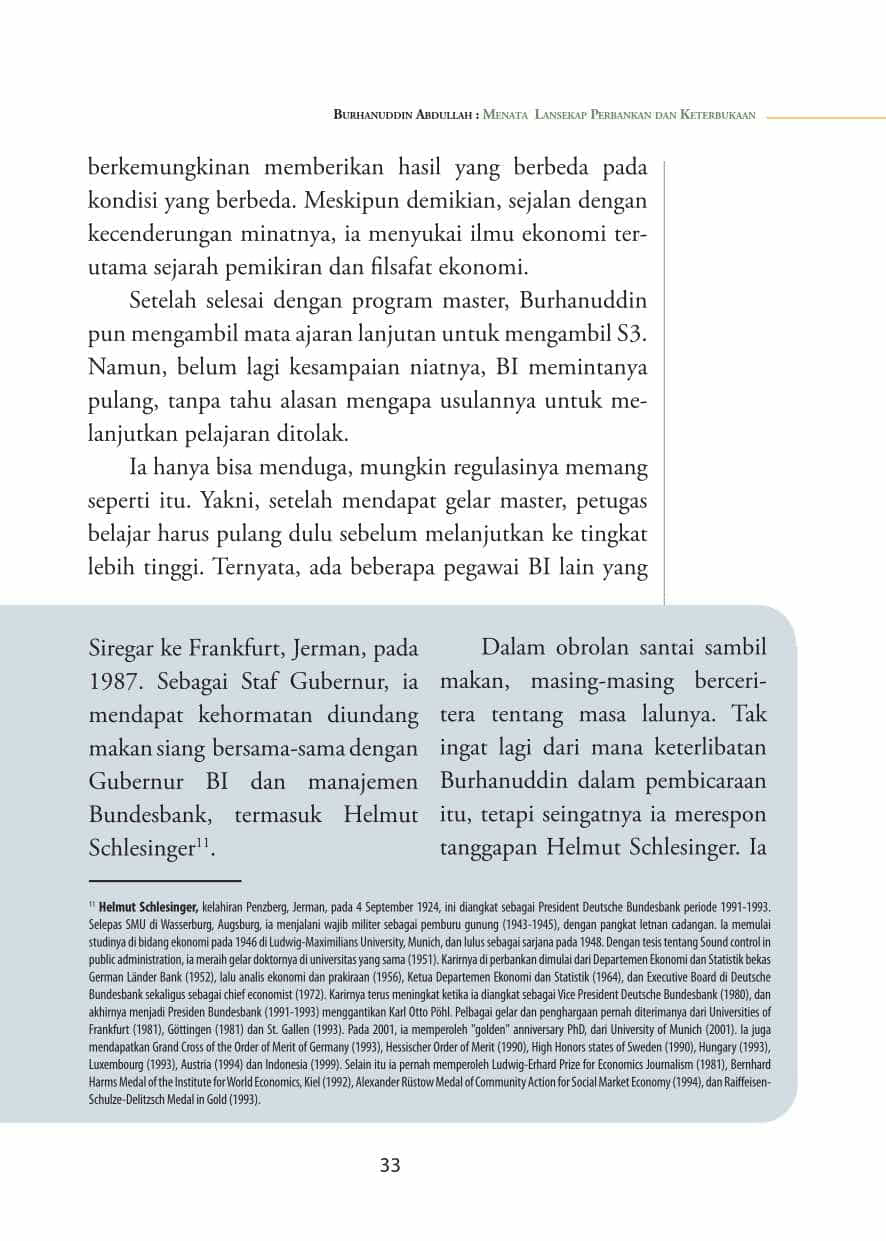 BURHANUDDIN ABDULLAH : MENATA LANSEKAP PERBANKAN DAN KETERBUKAAN
berkemungkinan memberikan hasil yang berbeda pada
kondisi yang berbeda. Meskipun demikian, sejalan dengan
kecenderungan minatnya, ia menyukai ilmu ekonomi ter-
utama sejarah pemikiran dan filsafat ekonomi.
Setelah selesai dengan program master, Burhanuddin
pun mengambil mata ajaran lanjutan untuk mengambil S3.
Namun, belum lagi kesampaian niatnya, BI memintanya
pulang, tanpa tahu alasan mengapa usulannya untuk me-
lanjutkan pelajaran ditolak.
Ia hanya bisa menduga, mungkin regulasinya memang
seperti itu. Yakni, setelah mendapat gelar master, petugas
belajar harus pulang dulu sebelum melanjutkan ke tingkat
lebih tinggi. Ternyata, ada beberapa pegawai BI lain yang
Siregar ke Frankfurt, Jerman, pada
1987. Sebagai Staf Gubernur, ia
mendapat kehormatan diundang
makan siang bersama-sama dengan
Gubernur BI dan manajemen
Bundesbank, termasuk Helmut
Schlesinger¹¹.
Dalam obrolan santai sambil
makan, masing-masing berceri-
tera tentang masa lalunya. Tak
ingat lagi dari mana keterlibatan
Burhanuddin dalam pembicaraan
itu, tetapi seingatnya ia merespon
tanggapan Helmut Schlesinger. Ia
¹¹ Helmut Schlesinger, kelahiran Penzberg, Jerman, pada 4 September 1924, ini diangkat sebagai President Deutsche Bundesbank periode 1991-1993.
Selepas SMU di Wasserburg, Augsburg, ia menjalani wajib militer sebagai pemburu gunung (1943-1945), dengan pangkat letnan cadangan. Ia memulai
studinya di bidang ekonomi pada 1946 di Ludwig-Maximilians University, Munich, dan lulus sebagai sarjana pada 1948. Dengan tesis tentang Sound control in
public administration, ia meraih gelar doktornya di universitas yang sama (1951). Karirnya di perbankan dimulai dari Departemen Ekonomi dan Statistik bekas
German Länder Bank (1952), lalu analis ekonomi dan prakiraan (1956), Ketua Departemen Ekonomi dan Statistik (1964), dan Executive Board di Deutsche
Bundesbank sekaligus sebagai chief economist (1972). Karirnya terus meningkat ketika ia diangkat sebagai Vice President Deutsche Bundesbank (1980), dan
akhirnya menjadi Presiden Bundesbank (1991-1993) menggantikan Karl Otto Pöhl. Pelbagai gelar dan penghargaan pernah diterimanya dari Universities of
Frankfurt (1981), Göttingen (1981) dan St. Gallen (1993). Pada 2001, ia memperoleh "golden" anniversary PhD, dari University of Munich (2001). Ia juga
mendapatkan Grand Cross of the Order of Merit of Germany (1993), Hessischer Order of Merit (1990), High Honors states of Sweden (1990), Hungary (1993),
Luxembourg (1993), Austria (1994) dan Indonesia (1999). Selain itu ia pernah memperoleh Ludwig-Erhard Prize for Economics Journalism (1981), Bernhard
Harms Medal of the Institute for World Economics, Kiel (1992), Alexander Rüstow Medal of Community Action for Social Market Economy (1994), dan Raiffeisen-
Schulze-Delitzsch Medal in Gold (1993).
33